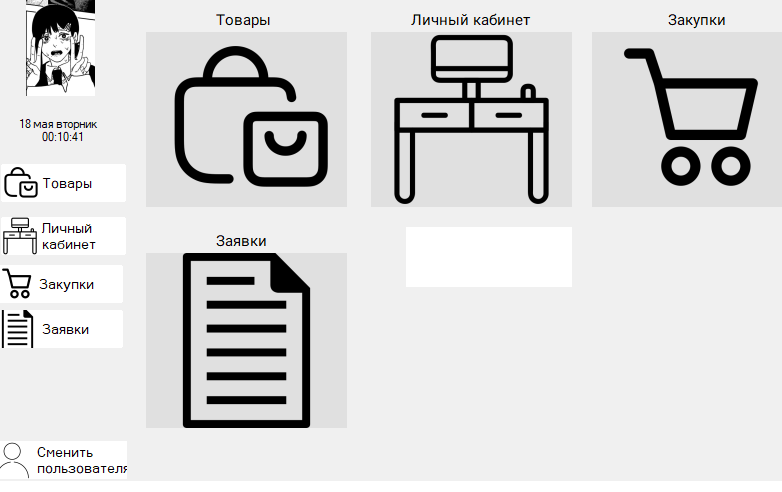 Товары
Личный кабинет
Закупки
18 мая вторник
00:10:41
Товары
Личный
кабинет
Закупки
Заявки
Заявки
Сменить
пользователя